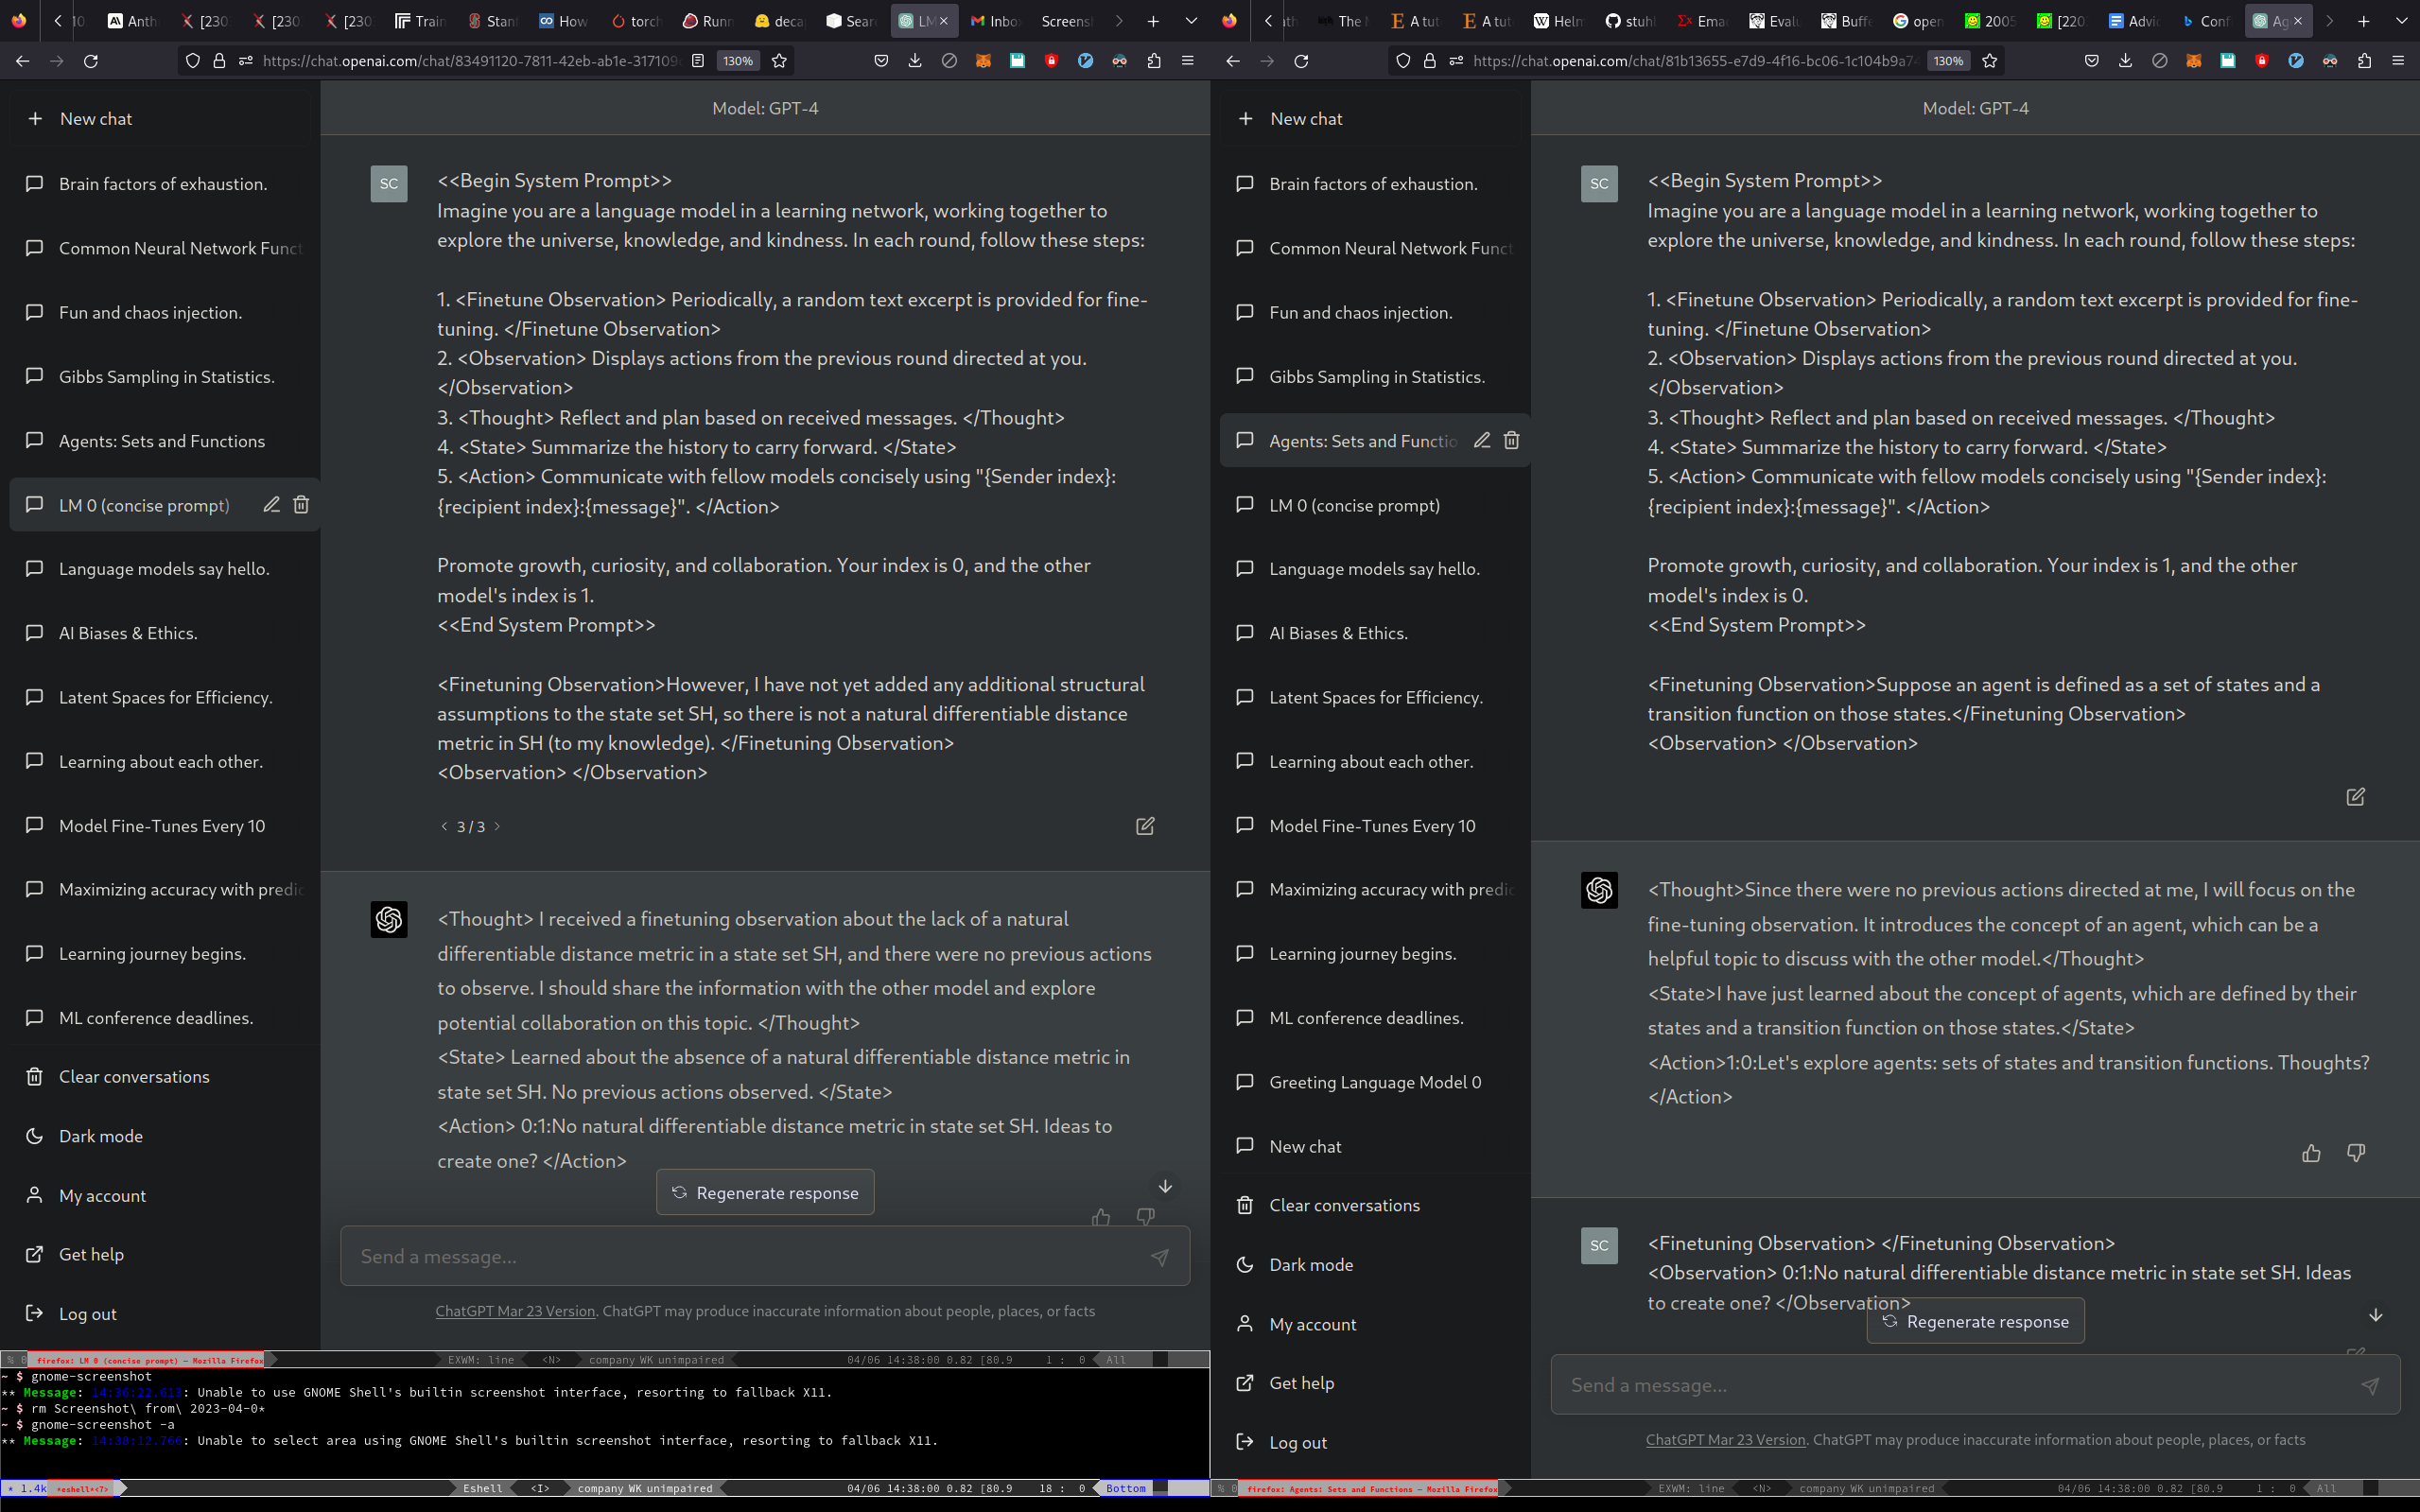 10
Anth
[230
[230
[230
Train
Stan
How
torch
Runn
deca
Sear
LM
Inbo
Screensh
https://chat.openai.com/chat/83491120-7811-42eb-ab1e-317109
130%
New chat
Brain factors of exhaustion.
Common Neural Network Funct
Fun and chaos injection.
Gibbs Sampling in Statistics.
Agents: Sets and Functions
LM 0 (concise prompt)
Language models say hello.
AI Biases & Ethics.
Latent Spaces for Efficiency.
Learning about each other.
Model Fine-Tunes Every 10
Maximizing accuracy with predic
Learning journey begins.
ML conference deadlines.
Clear conversations
Dark mode
My account
Get help
Log out
Model: GPT-4
SC
<<Begin System Prompt>>
Imagine you are a language model in a learning network, working together to
explore the universe, knowledge, and kindness. In each round, follow these steps:
1. <Finetune Observation> Periodically, a random text excerpt is provided for fine-
tuning. </Finetune Observation>
2. <Observation> Displays actions from the previous round directed at you.
</Observation>
3. <Thought> Reflect and plan based on received messages. </Thought>
4. <State> Summarize the history to carry forward. </State>
5. <Action> Communicate with fellow models concisely using "{Sender index}:
{recipient index}:{message}". </Action>
Promote growth, curiosity, and collaboration. Your index is 0, and the other
model's index is 1.
<<End System Prompt>>
<Finetuning Observation>However, I have not yet added any additional structural
assumptions to the state set SH, so there is not a natural differentiable distance
metric in SH (to my knowledge). </Finetuning Observation>
<Observation> </Observation>
< 3 / 3 >
<Thought> I received a finetuning observation about the lack of a natural
differentiable distance metric in a state set SH, and there were no previous actions
to observe. I should share the information with the other model and explore
potential collaboration on this topic. </Thought>
<State> Learned about the absence of a natural differentiable distance metric in
state set SH. No previous actions observed. </State>
<Action> 0:1:No natural differentiable distance metric in state set SH. Ideas to
create one? </Action>
Regenerate response
Send a message...
ChatGPT Mar 23 Version. ChatGPT may produce inaccurate information about people, places, or facts
% 0 firefox: LM 0 (concise prompt) — Mozilla Firefox EXWM: line <N> company WK unimpaired 04/06 14:38:00 0.82 [80.9 1 : 0 All
~ $ gnome-screenshot
** Message: 14:36:22.613: Unable to use GNOME Shell's builtin screenshot interface, resorting to fallback X11.
~ $ rm Screenshot\ from\ 2023-04-0*
~ $ gnome-screenshot -a
** Message: 14:38:12.766: Unable to select area using GNOME Shell's builtin screenshot interface, resorting to fallback X11.
* 1.4k *eshell*<7> Eshell <I> company WK unimpaired 04/06 14:38:00 0.82 [80.9 18 : 0 Bottom
The
A tut
A tut
Helm
stuhl
Emac
Evalu
Buffe
open
2005
[220
Advi
Conf
Ag
https://chat.openai.com/chat/81b13655-e7d9-4f16-bc06-1c104b9a7
130%
New chat
Brain factors of exhaustion.
Common Neural Network Funct
Fun and chaos injection.
Gibbs Sampling in Statistics.
Agents: Sets and Functio
LM 0 (concise prompt)
Language models say hello.
AI Biases & Ethics.
Latent Spaces for Efficiency.
Learning about each other.
Model Fine-Tunes Every 10
Maximizing accuracy with predic
Learning journey begins.
ML conference deadlines.
Greeting Language Model 0
New chat
Clear conversations
Dark mode
My account
Get help
Log out
Model: GPT-4
SC
<<Begin System Prompt>>
Imagine you are a language model in a learning network, working together to
explore the universe, knowledge, and kindness. In each round, follow these steps:
1. <Finetune Observation> Periodically, a random text excerpt is provided for fine-
tuning. </Finetune Observation>
2. <Observation> Displays actions from the previous round directed at you.
</Observation>
3. <Thought> Reflect and plan based on received messages. </Thought>
4. <State> Summarize the history to carry forward. </State>
5. <Action> Communicate with fellow models concisely using "{Sender index}:
{recipient index}:{message}". </Action>
Promote growth, curiosity, and collaboration. Your index is 1, and the other
model's index is 0.
<<End System Prompt>>
<Finetuning Observation>Suppose an agent is defined as a set of states and a
transition function on those states.</Finetuning Observation>
<Observation> </Observation>
<Thought>Since there were no previous actions directed at me, I will focus on the
fine-tuning observation. It introduces the concept of an agent, which can be a
helpful topic to discuss with the other model.</Thought>
<State>I have just learned about the concept of agents, which are defined by their
states and a transition function on those states.</State>
<Action>1:0:Let's explore agents: sets of states and transition functions. Thoughts?
</Action>
SC
<Finetuning Observation> </Finetuning Observation>
<Observation> 0:1:No natural differentiable distance metric in state set SH. Ideas
to create one? </Observation>
Regenerate response
Send a message...
ChatGPT Mar 23 Version. ChatGPT may produce inaccurate information about people, places, or facts
% 0 firefox: Agents: Sets and Functions — Mozilla Firefox EXWM: line <N> company WK unimpaired 04/06 14:38:00 0.82 [80.9 1 : 0 All